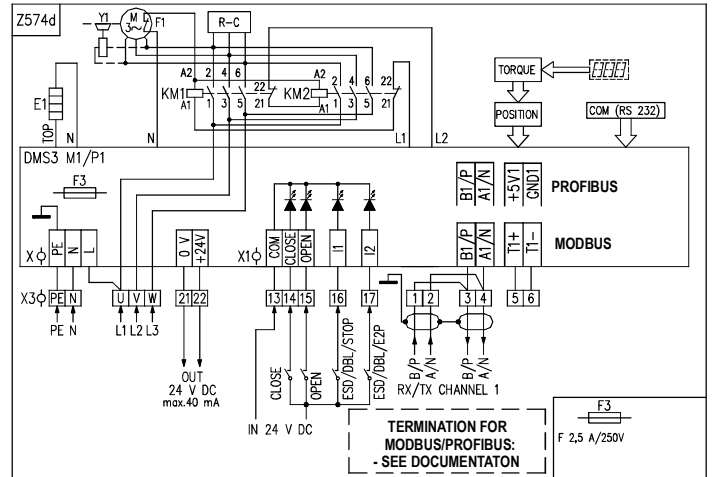 Z574d
Y1
M
3~
F1
R-C
A2 2 4 6 22
KM1
A1 1 3 5 21
A2 2 4 6 22
KM2
A1 1 3 5 21
TORQUE
POSITION
COM (RS 232)
E1
TOP
N
N
L1
L2
DMS3 M1/P1
F3
B1/P
A1/N
+5V1
GND1
PROFIBUS
X
PE
N
L
0 V
+24V
X1
COM
CLOSE
OPEN
I1
I2
B1/P
A1/N
T1+
T1-
MODBUS
X3
PE N
U V W
21 22
13 14 15
16
17
1 2
3 4
5 6
PE N
L1 L2 L3
OUT
24 V DC
max.40 mA
CLOSE
OPEN
ESD/DBL/STOP
ESD/DBL/E2P
IN 24 V DC
B/P
A/N
B/P
A/N
RX/TX CHANNEL 1
TERMINATION FOR
MODBUS/PROFIBUS:
- SEE DOCUMENTATON
F3
F 2,5 A/250V